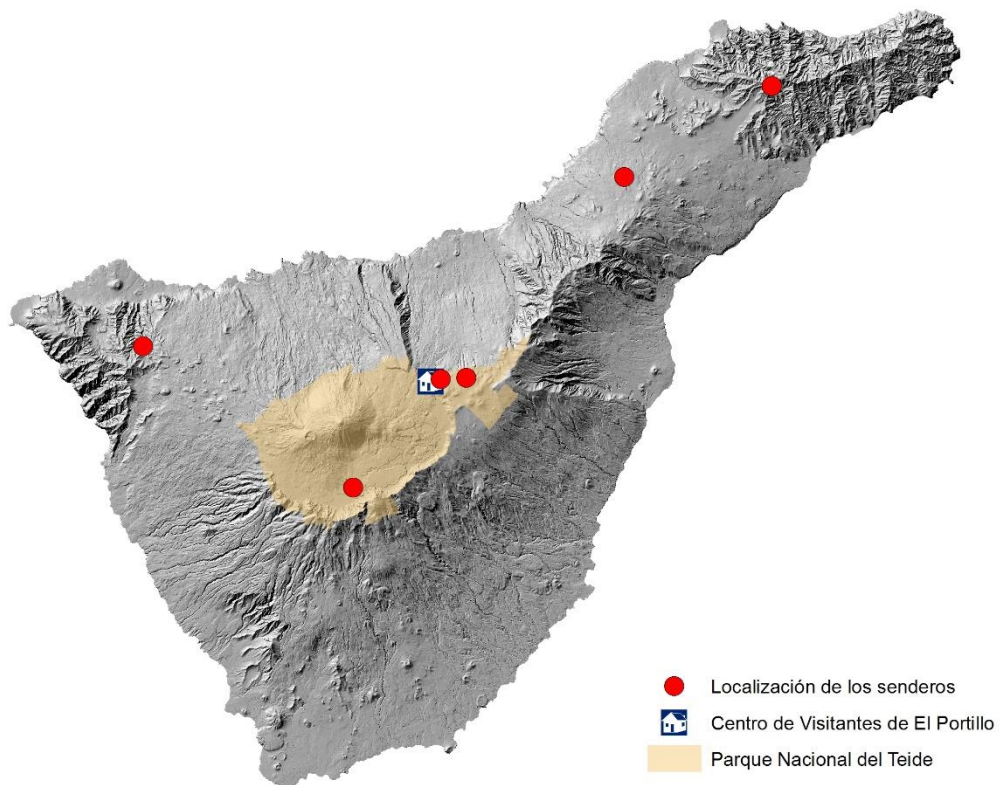 Localización de los senderos
Centro de Visitantes de El Portillo
Parque Nacional del Teide